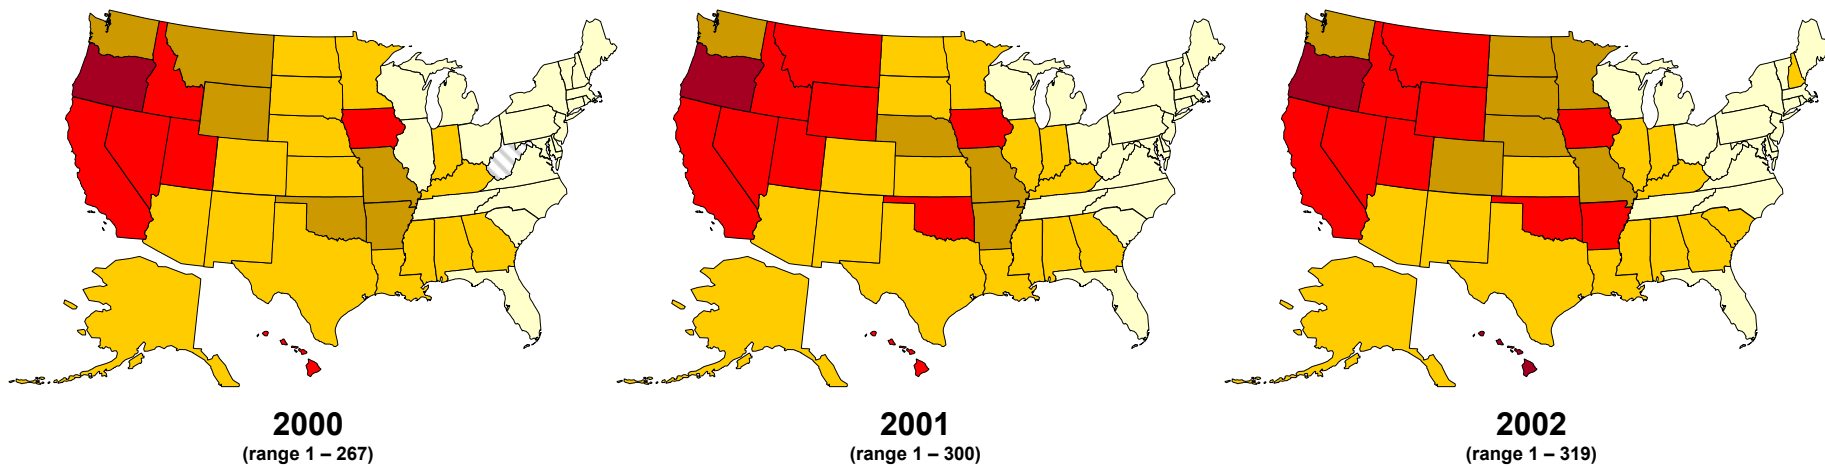 2000
(range 1 – 267)
2001
(range 1 – 300)
2002
(range 1 – 319)